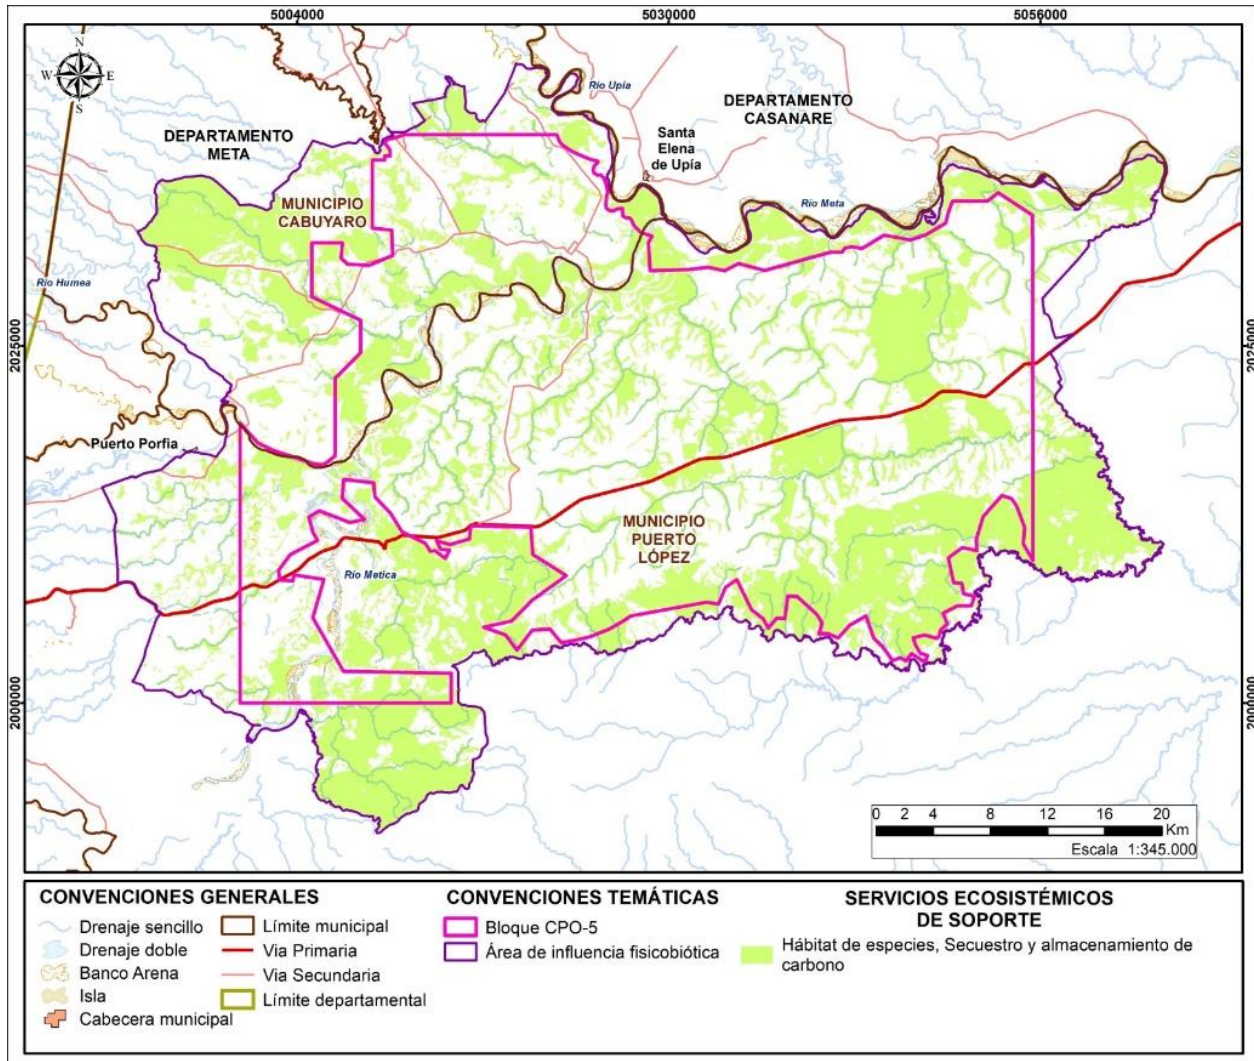 5004000
5030000
5056000
N
W
E
S
Río Upía
DEPARTAMENTO
CASANARE
DEPARTAMENTO
META
Santa
Elena
de Upía
MUNICIPIO
CABUYARO
Río Meta
Río Humea
2025000
2025000
Puerto Porfia
MUNICIPIO
PUERTO
LÓPEZ
Río Metica
2000000
2000000
0 2 4 8 12 16 20
Km
Escala 1:345.000
CONVENCIONES GENERALES
Drenaje sencillo
Drenaje doble
Banco Arena
Isla
Cabecera municipal
Límite municipal
Via Primaria
Via Secundaria
Límite departamental
CONVENCIONES TEMÁTICAS
Bloque CPO-5
Área de influencia fisicobiótica
SERVICIOS ECOSISTÉMICOS
DE SOPORTE
Hábitat de especies, Secuestro y almacenamiento de
carbono